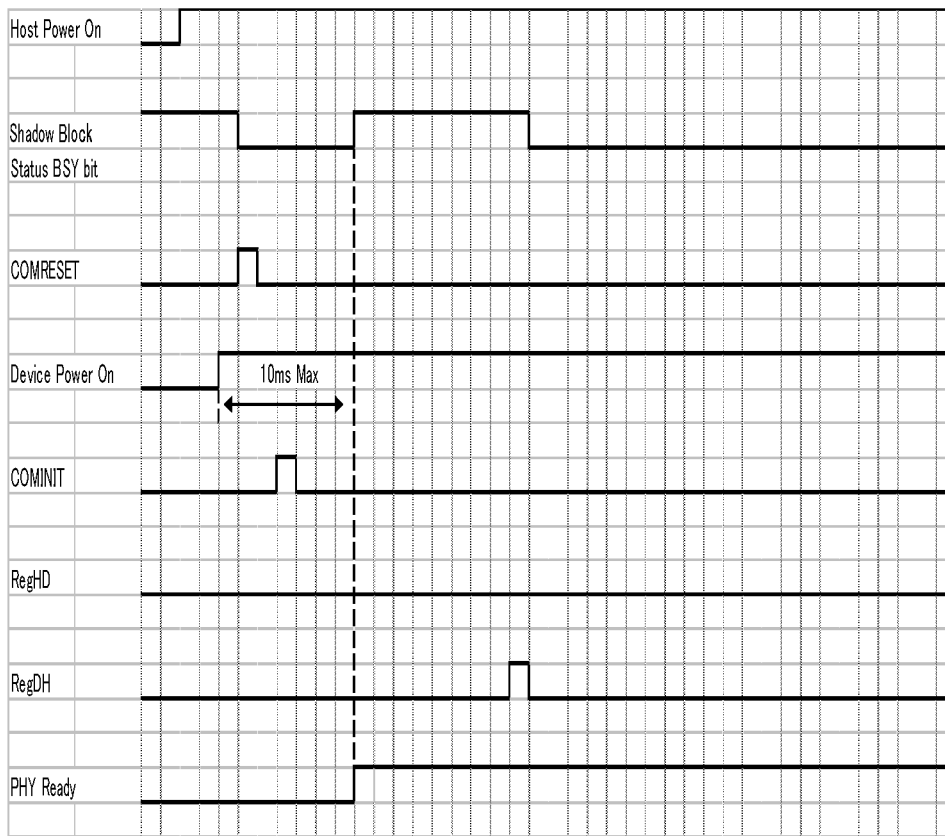 Host Power On
Shadow Block
Status BSY bit
COMRESET
Device Power On
10ms Max
COMINIT
RegHD
RegDH
PHY Ready